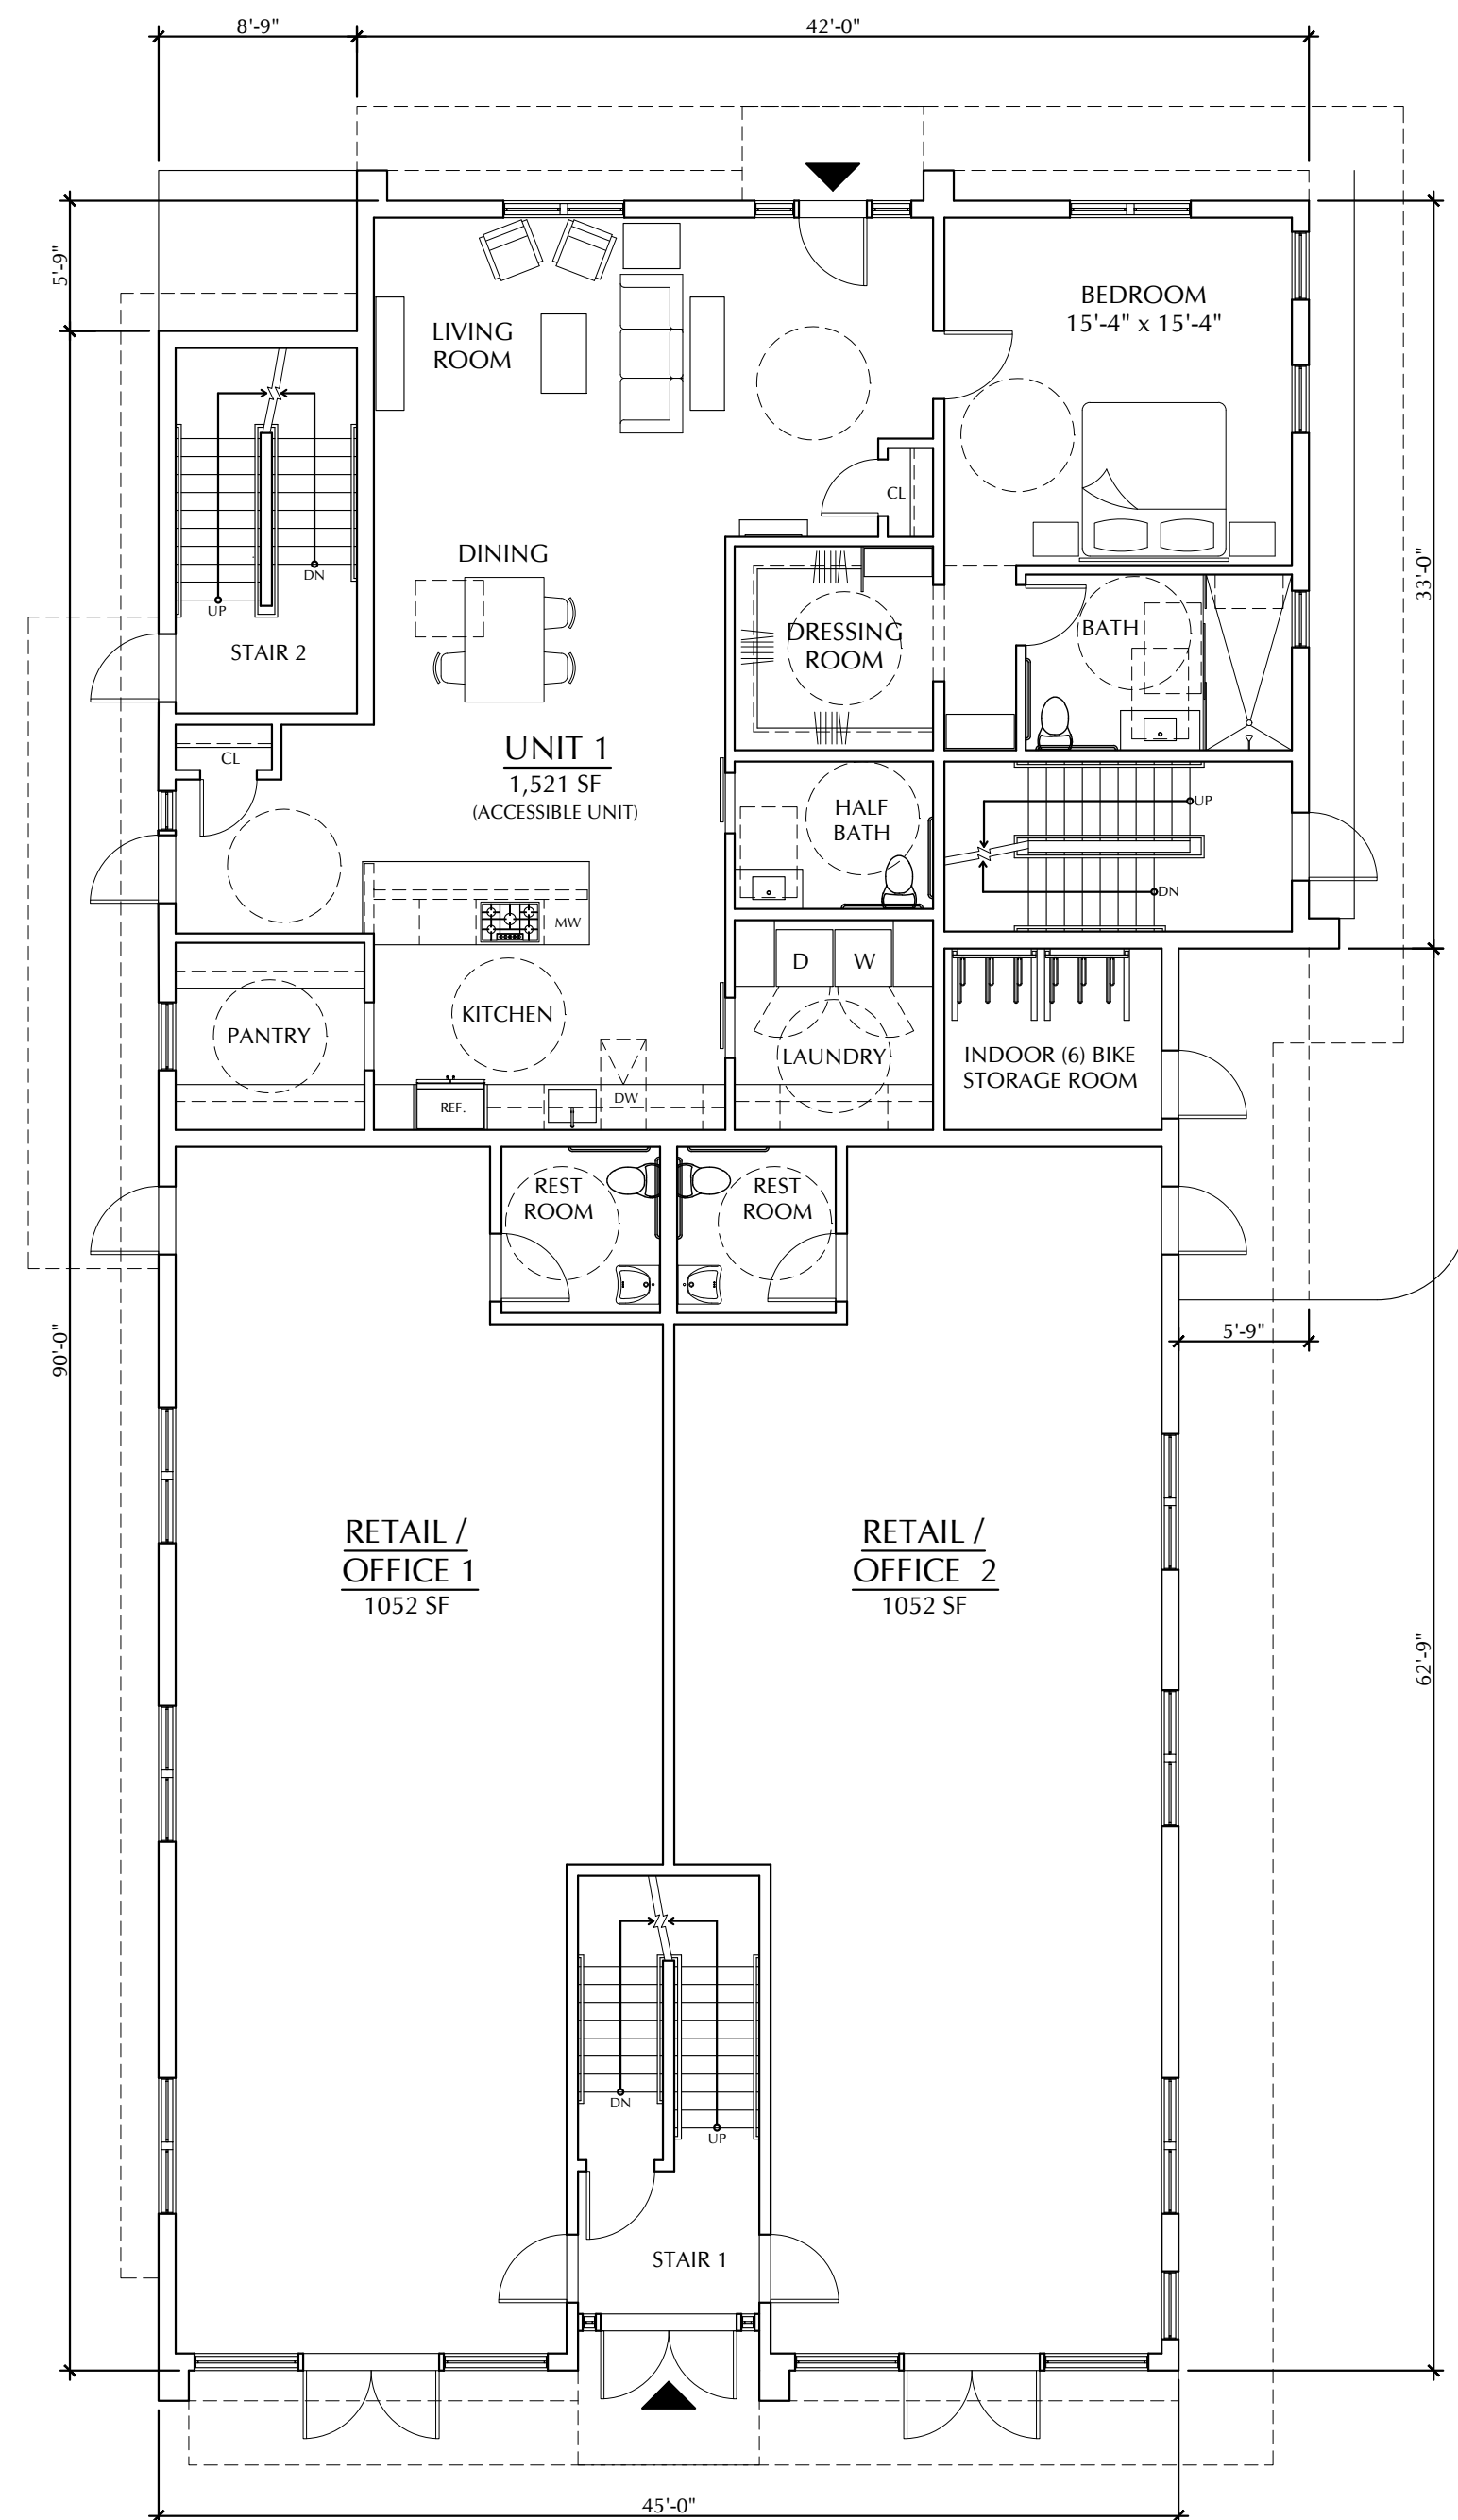 8'-9"
42'-0"
5'-9"
LIVING
ROOM
BEDROOM
15'-4" x 15'-4"
CL
DINING
DN
UP
STAIR 2
DRESSING
ROOM
BATH
33'-0"
CL
UNIT 1
1,521 SF
(ACCESSIBLE UNIT)
HALF
BATH
UP
DN
MW
D
W
PANTRY
KITCHEN
LAUNDRY
INDOOR (6) BIKE
STORAGE ROOM
REF.
DW
REST
ROOM
REST
ROOM
90'-0"
5'-9"
RETAIL /
OFFICE 1
1052 SF
RETAIL /
OFFICE 2
1052 SF
62'-9"
DN
UP
STAIR 1
45'-0"